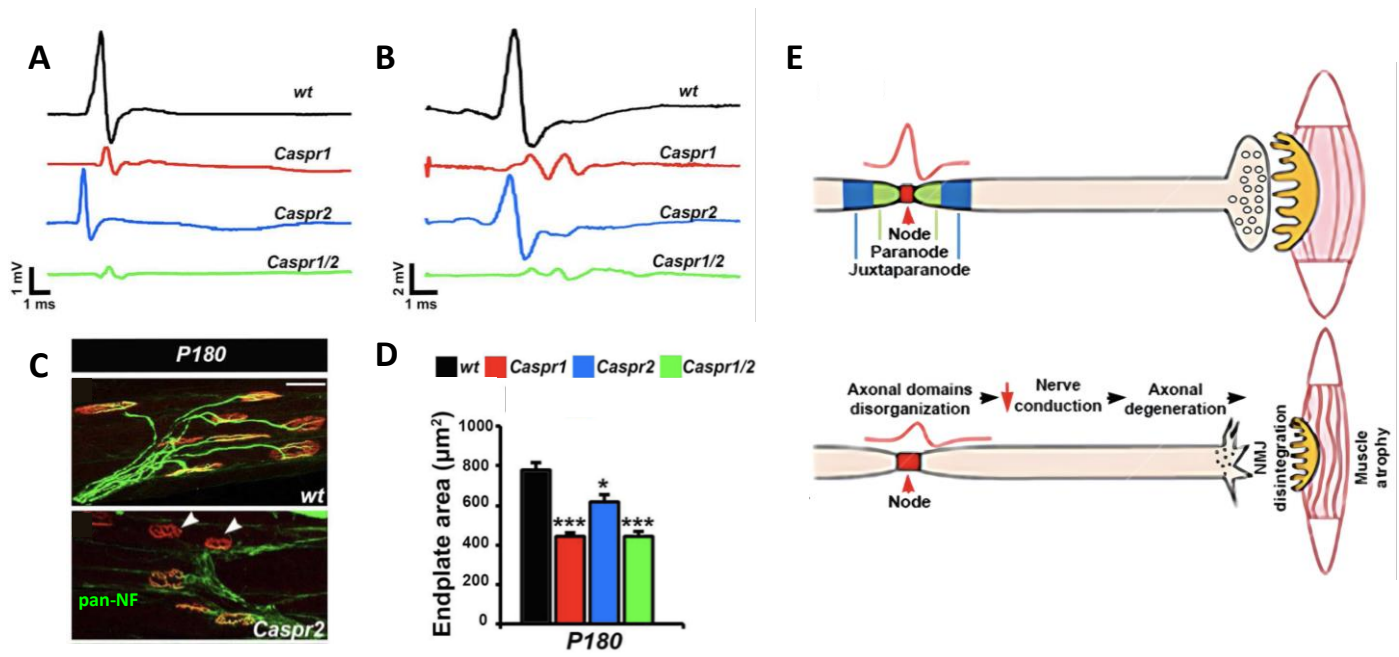 A
wt
Caspr1
Caspr2
Caspr1/2
1 mV
1 ms
B
wt
Caspr1
Caspr2
Caspr1/2
2 mV
1 ms
C
P180
wt
pan-NF
Caspr2
D
wt Caspr1 Caspr2 Caspr1/2
Endplate area (µm²)
1000
800
600
400
200
0
***
*
***
P180
E
Node
Paranode
Juxtaparanode
Axonal domains
disorganization
Nerve
conduction
Axonal
degeneration
NMJ
disintegration
Muscle
atrophy
Node